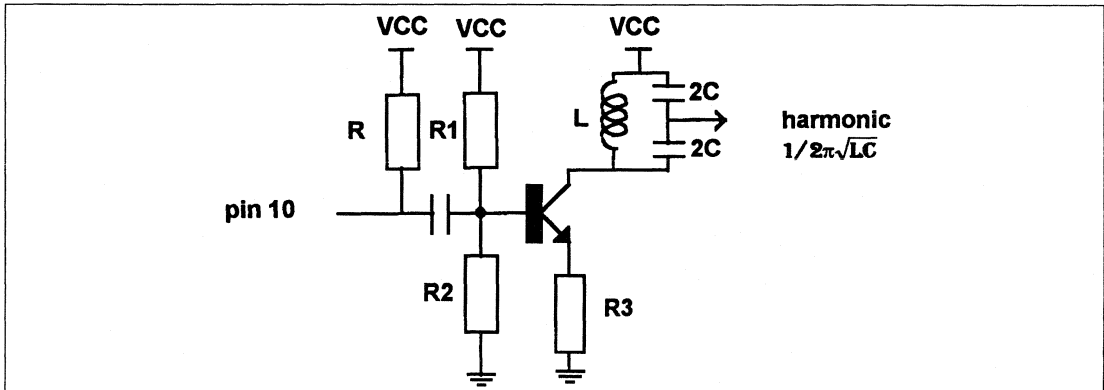 VCC VCC VCC
2C
R R1 L harmonic
2C 1/2π√LC
pin 10
R2 R3